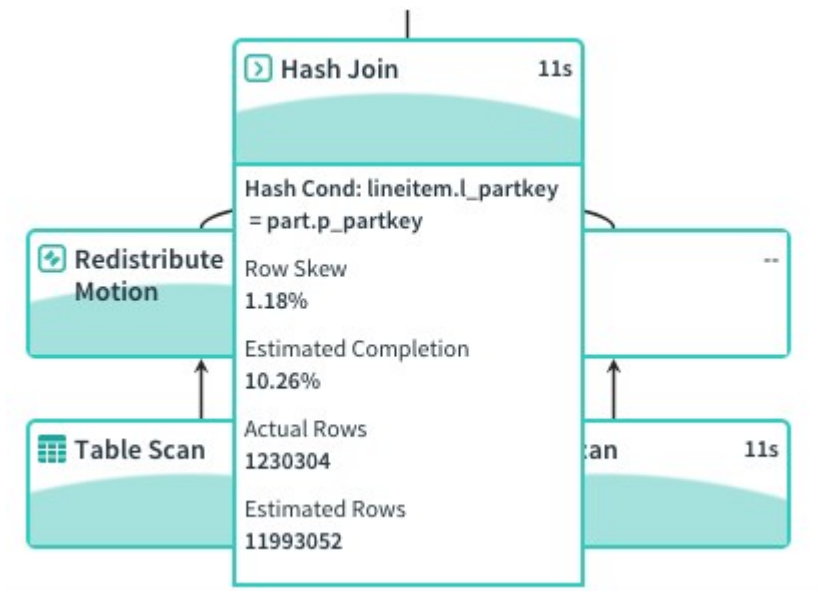 Hash Join 11s
Hash Cond: lineitem.l_partkey
= part.p_partkey
Row Skew
1.18%
Estimated Completion
10.26%
Actual Rows
1230304
Estimated Rows
11993052
Redistribute
Motion
--
Table Scan
11s